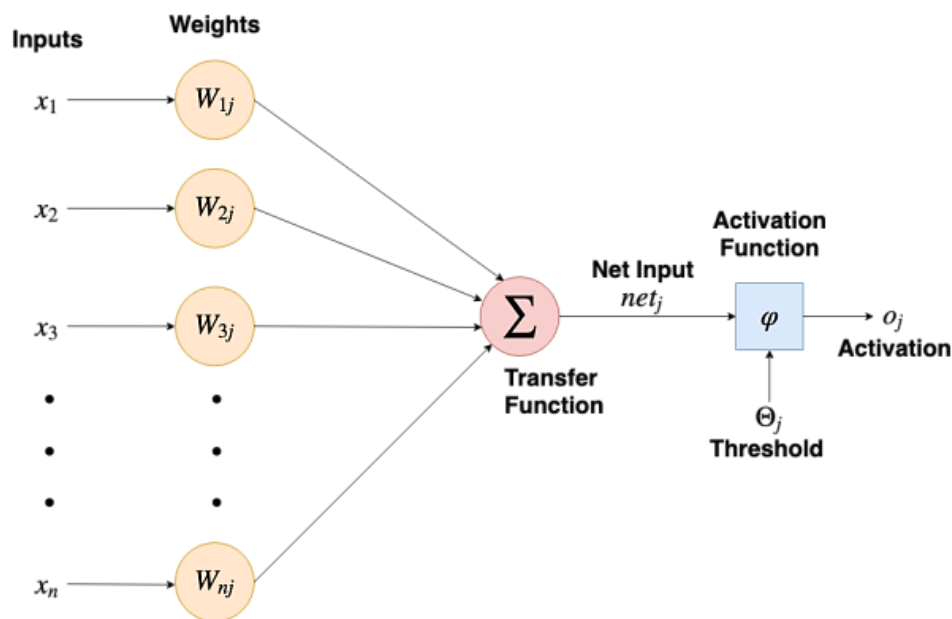 Inputs
Weights
x₁
W₁ⱼ
x₂
W₂ⱼ
x₃
W₃ⱼ
xₙ
Wₙⱼ
Σ
Transfer
Function
Net Input
netⱼ
Activation
Function
φ
oⱼ
Activation
Θⱼ
Threshold